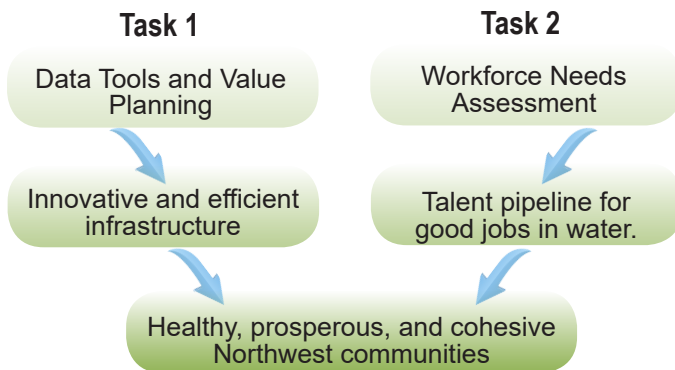 Task 1
Data Tools and Value
Planning
Innovative and efficient
infrastructure
Task 2
Workforce Needs
Assessment
Talent pipeline for
good jobs in water.
Healthy, prosperous, and cohesive
Northwest communities